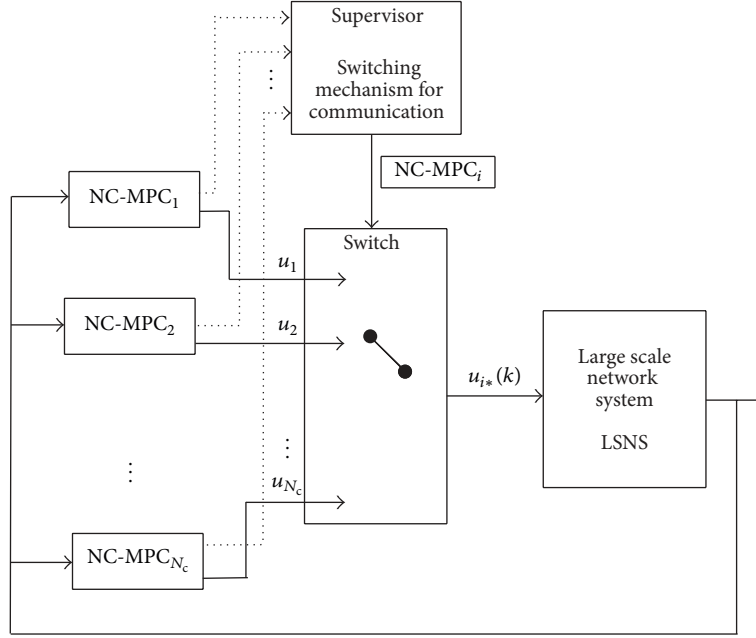 Supervisor
Switching
mechanism for
communication
⋮
NC-MPC_i
NC-MPC_1
Switch
u_1
NC-MPC_2
u_2
u_{i*}(k)
Large scale
network
system
LSNS
⋮
⋮
u_{N_c}
NC-MPC_{N_c}